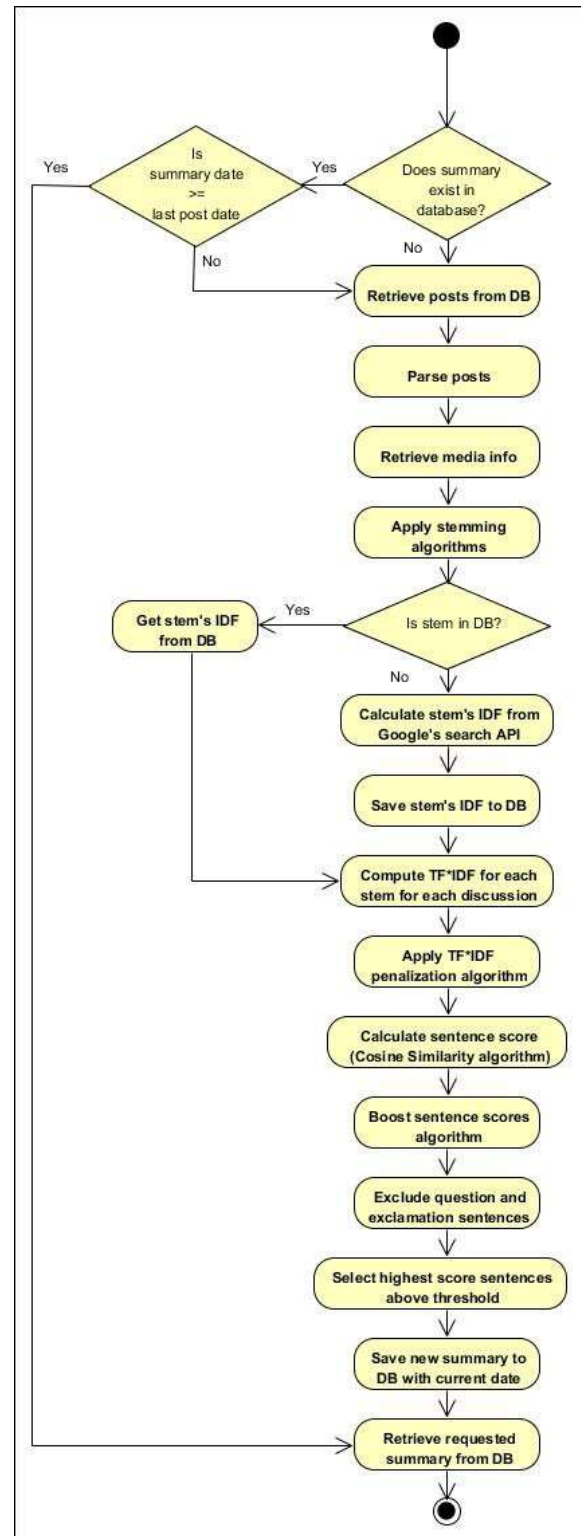 Does summary
exist in
database?
Yes
Is
summary date
>=
last post date
Yes
No
No
Retrieve posts from DB
Parse posts
Retrieve media info
Apply stemming
algorithms
Is stem in DB?
Yes
Get stem's IDF
from DB
No
Calculate stem's IDF from
Google's search API
Save stem's IDF to DB
Compute TF*IDF for each
stem for each discussion
Apply TF*IDF
penalization algorithm
Calculate sentence score
(Cosine Similarity algorithm)
Boost sentence scores
algorithm
Exclude question and
exclamation sentences
Select highest score sentences
above threshold
Save new summary to
DB with current date
Retrieve requested
summary from DB